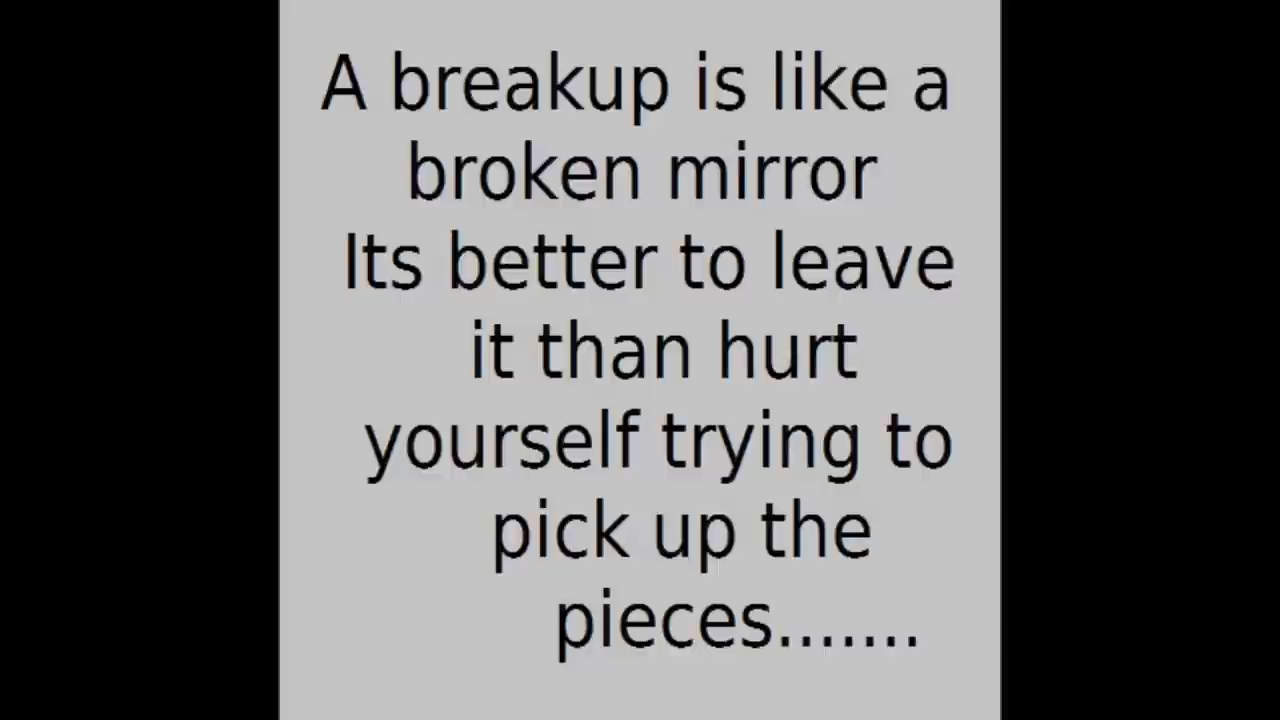 A breakup is like a
broken mirror
Its better to leave
it than hurt
yourself trying to
pick up the
pieces.......